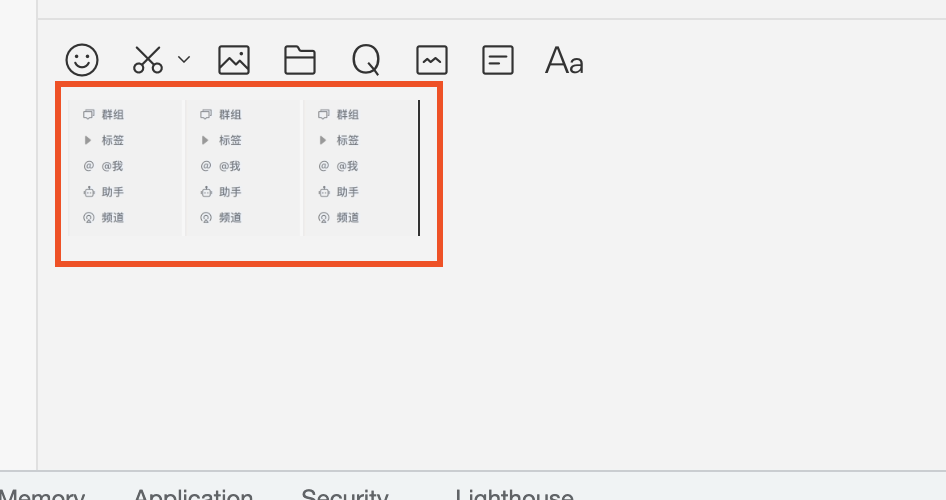 Aa
群组 群组 群组
标签 标签 标签
@我 @我 @我
助手 助手 助手
频道 频道 频道
Memory Application Security Lighthouse